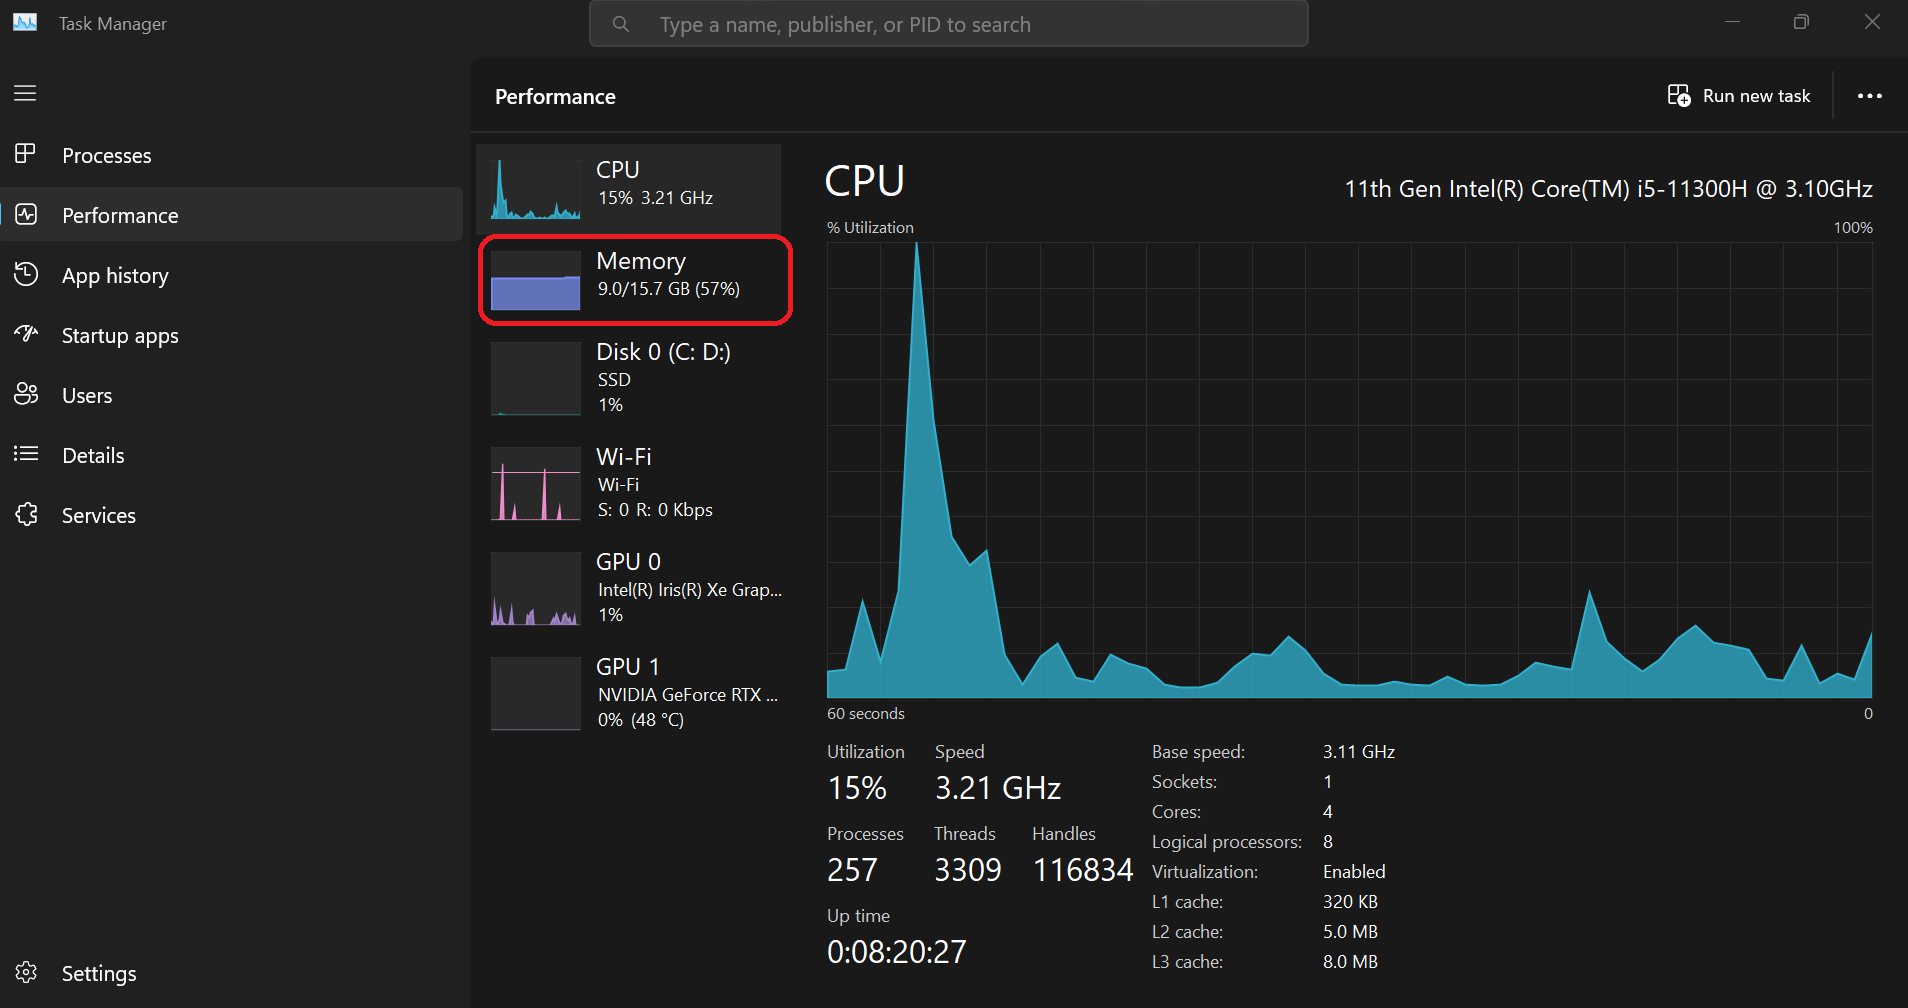 Task Manager
Type a name, publisher, or PID to search
Performance
Run new task
Processes
Performance
App history
Startup apps
Users
Details
Services
Settings
CPU
15% 3.21 GHz
Memory
9.0/15.7 GB (57%)
Disk 0 (C: D:)
SSD
1%
Wi-Fi
Wi-Fi
S: 0 R: 0 Kbps
GPU 0
Intel(R) Iris(R) Xe Grap...
1%
GPU 1
NVIDIA GeForce RTX ...
0% (48 °C)
CPU
11th Gen Intel(R) Core(TM) i5-11300H @ 3.10GHz
% Utilization
100%
60 seconds
0
Utilization
Speed
15%
3.21 GHz
Processes
Threads
Handles
257
3309
116834
Up time
0:08:20:27
Base speed: 3.11 GHz
Sockets: 1
Cores: 4
Logical processors: 8
Virtualization: Enabled
L1 cache: 320 KB
L2 cache: 5.0 MB
L3 cache: 8.0 MB